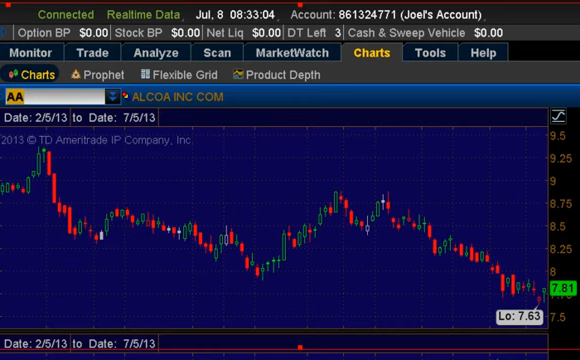 Connected Realtime Data Jul, 8 08:33:04 Account: 861324771 (Joel's Account)
Option BP $0.00 Stock BP $0.00 Net Liq $0.00 DT Left 3 Cash & Sweep Vehicle $0.00
Monitor Trade Analyze Scan MarketWatch Charts Tools Help
Charts Prophet Flexible Grid Product Depth
AA ALCOA INC COM
Date: 2/5/13 to Date: 7/5/13
2013 © TD Ameritrade IP Company, Inc.
9.5
9.25
9
8.75
8.5
8.25
8
7.81
Lo: 7.63
7.5
Date: 2/5/13 to Date: 7/5/13